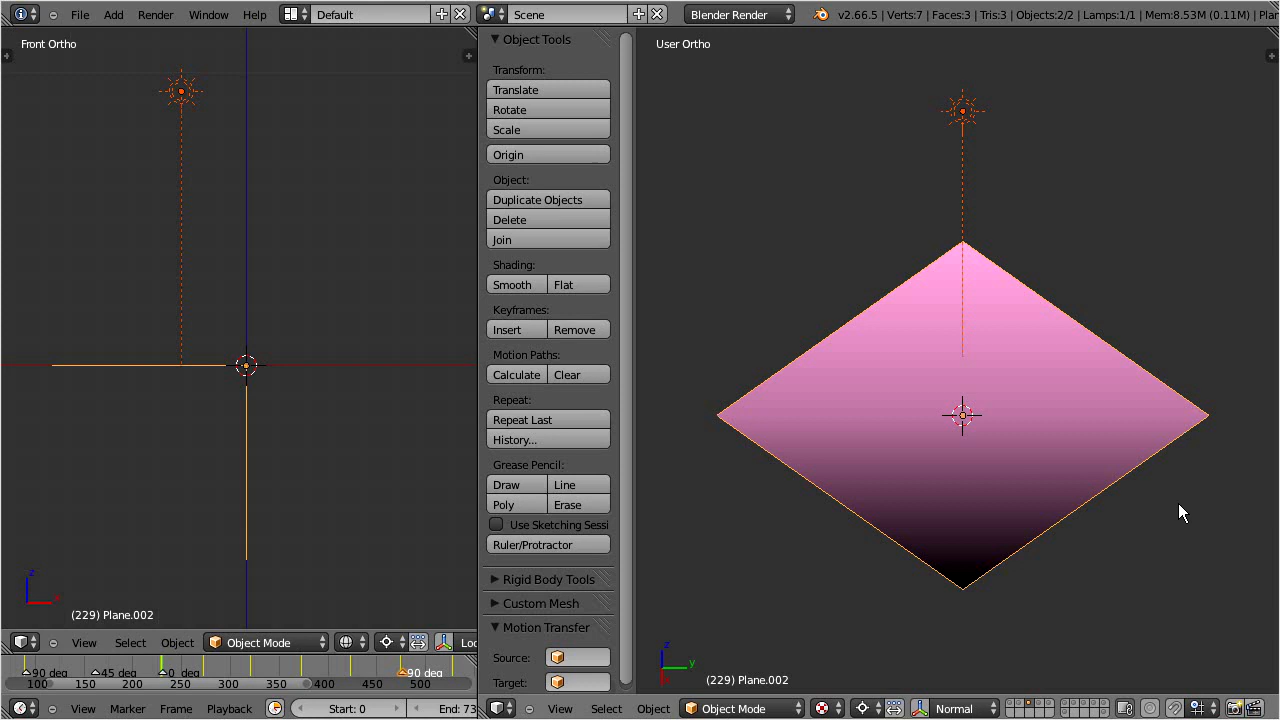 File Add Render Window Help Default Scene Blender Render v2.66.5 | Verts:7 | Faces:3 | Tris:3 | Objects:2/2 | Lamps:1/1 | Mem:8.53M (0.11M) | Plan
Front Ortho
z
x
(229) Plane.002
View Select Object Object Mode Loc
90 deg 45 deg 0 deg 90 deg
100 150 200 250 300 350 400 450 500
View Marker Frame Playback Start: 0 End: 73
Object Tools
Transform:
Translate
Rotate
Scale
Origin
Object:
Duplicate Objects
Delete
Join
Shading:
Smooth Flat
Keyframes:
Insert Remove
Motion Paths:
Calculate Clear
Repeat:
Repeat Last
History...
Grease Pencil:
Draw Line
Poly Erase
Use Sketching Sessi
Ruler/Protractor
Rigid Body Tools
Custom Mesh
Motion Transfer
Source:
Target:
User Ortho
z
y
(229) Plane.002
View Select Object Object Mode Normal